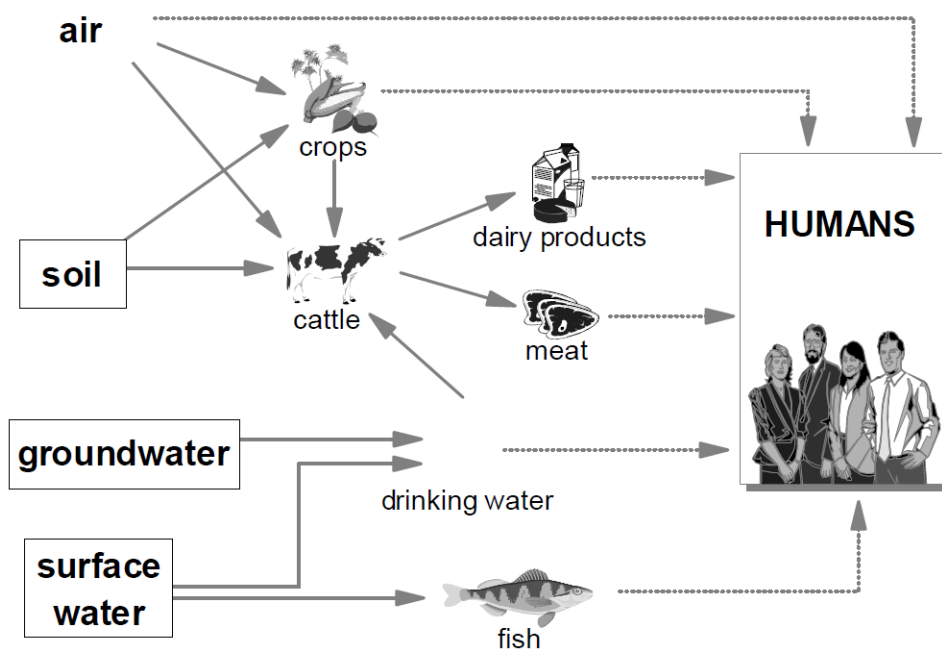 air
crops
dairy products
HUMANS
soil
cattle
meat
groundwater
drinking water
surface
water
fish